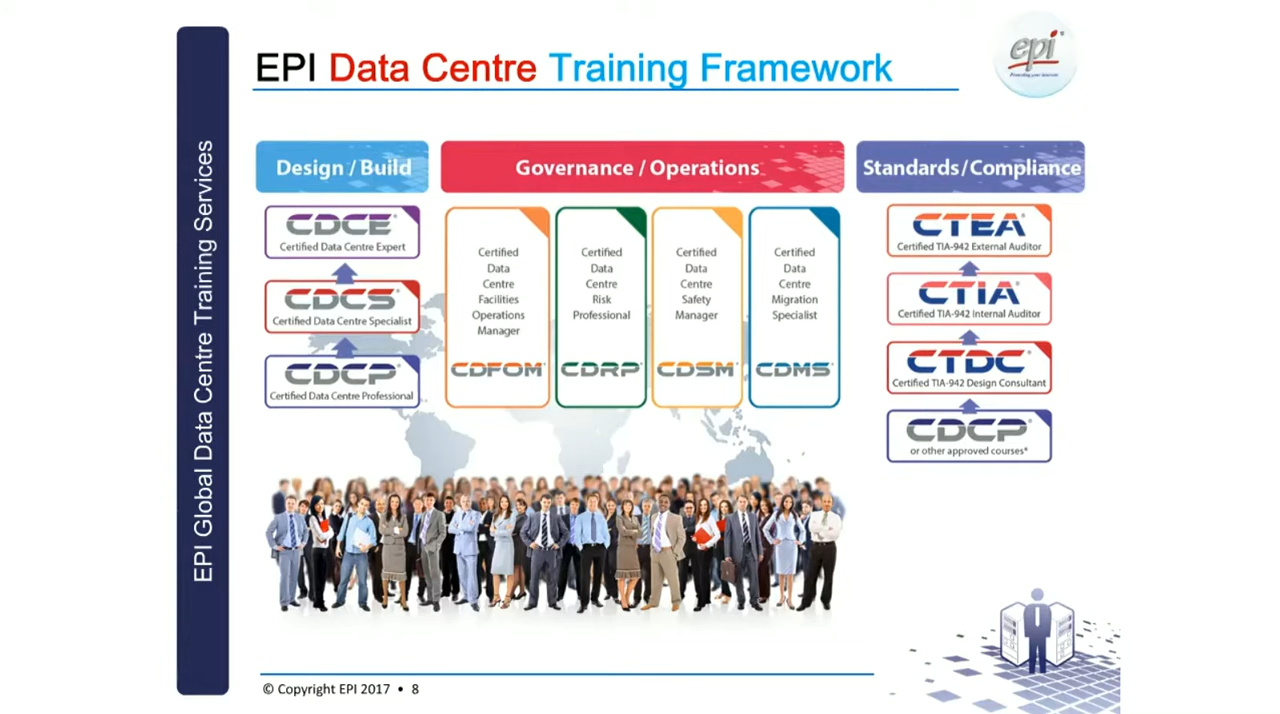 EPI Global Data Centre Training Services
EPI Data Centre Training Framework
epi®
Design / Build
CDCE®
Certified Data Centre Expert
CDCS®
Certified Data Centre Specialist
CDCP®
Certified Data Centre Professional
Governance / Operations
Certified
Data
Centre
Facilities
Operations
Manager
CDFOM®
Certified
Data
Centre
Risk
Professional
CDRP®
Certified
Data
Centre
Safety
Manager
CDSM®
Certified
Data
Centre
Migration
Specialist
CDMS®
Standards/Compliance
CTEA®
Certified TIA-942 External Auditor
CTIA®
Certified TIA-942 Internal Auditor
CTDC®
Certified TIA-942 Design Consultant
CDCP®
or other approved courses*
© Copyright EPI 2017 • 8